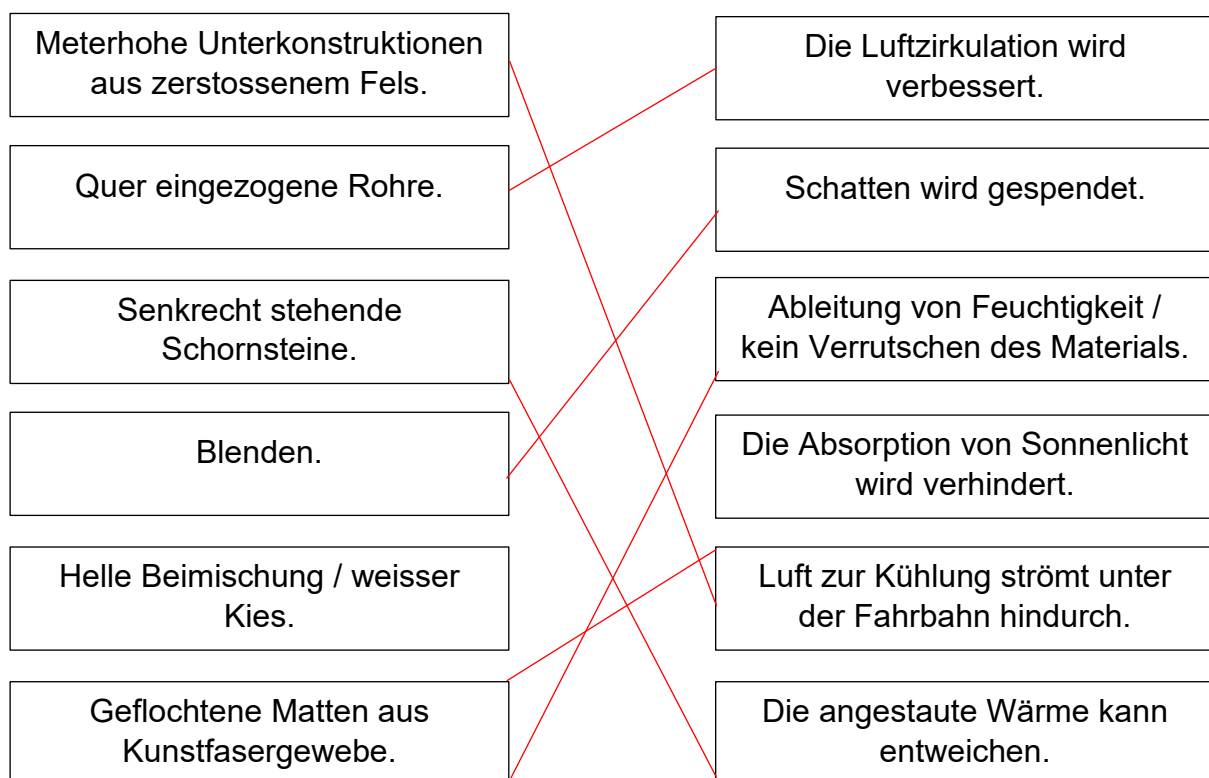 Meterhohe Unterkonstruktionen
aus zerstossenem Fels.
Die Luftzirkulation wird
verbessert.
Quer eingezogene Rohre.
Schatten wird gespendet.
Senkrecht stehende
Schornsteine.
Ableitung von Feuchtigkeit /
kein Verrutschen des Materials.
Blenden.
Die Absorption von Sonnenlicht
wird verhindert.
Helle Beimischung / weisser
Kies.
Luft zur Kühlung strömt unter
der Fahrbahn hindurch.
Geflochtene Matten aus
Kunstfasergewebe.
Die angestaute Wärme kann
entweichen.